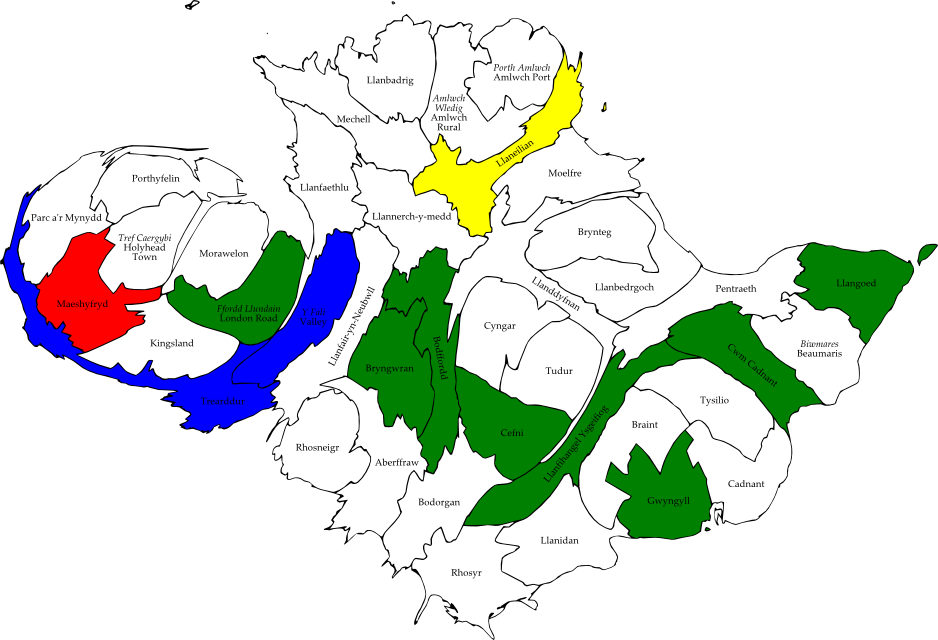 Llanbadrig
Porth Amlwch
Amlwch Port
Amlwch
Wledig
Amlwch
Rural
Mechell
Llaneilian
Moelfre
Porthyfelin
Llanfaethlu
Parc a'r Mynydd
Llannerch-y-medd
Tref Caergybi
Holyhead
Town
Morawelon
Brynteg
Llanbedrgoch
Llanddyfnan
Pentraeth
Llangoed
Maeshyfryd
Ffordd Llundain
London Road
Y Fali
Valley
Llanfair-yn-Neubwll
Kingsland
Cyngar
Bodffordd
Bryngwran
Tudur
Biwmares
Beaumaris
Cwm Cadnant
Trearddur
Tysilio
Braint
Cefni
Llanfihangel Ysgeifiog
Rhosneigr
Aberffraw
Cadnant
Bodorgan
Gwyngyll
Llanidan
Rhosyr